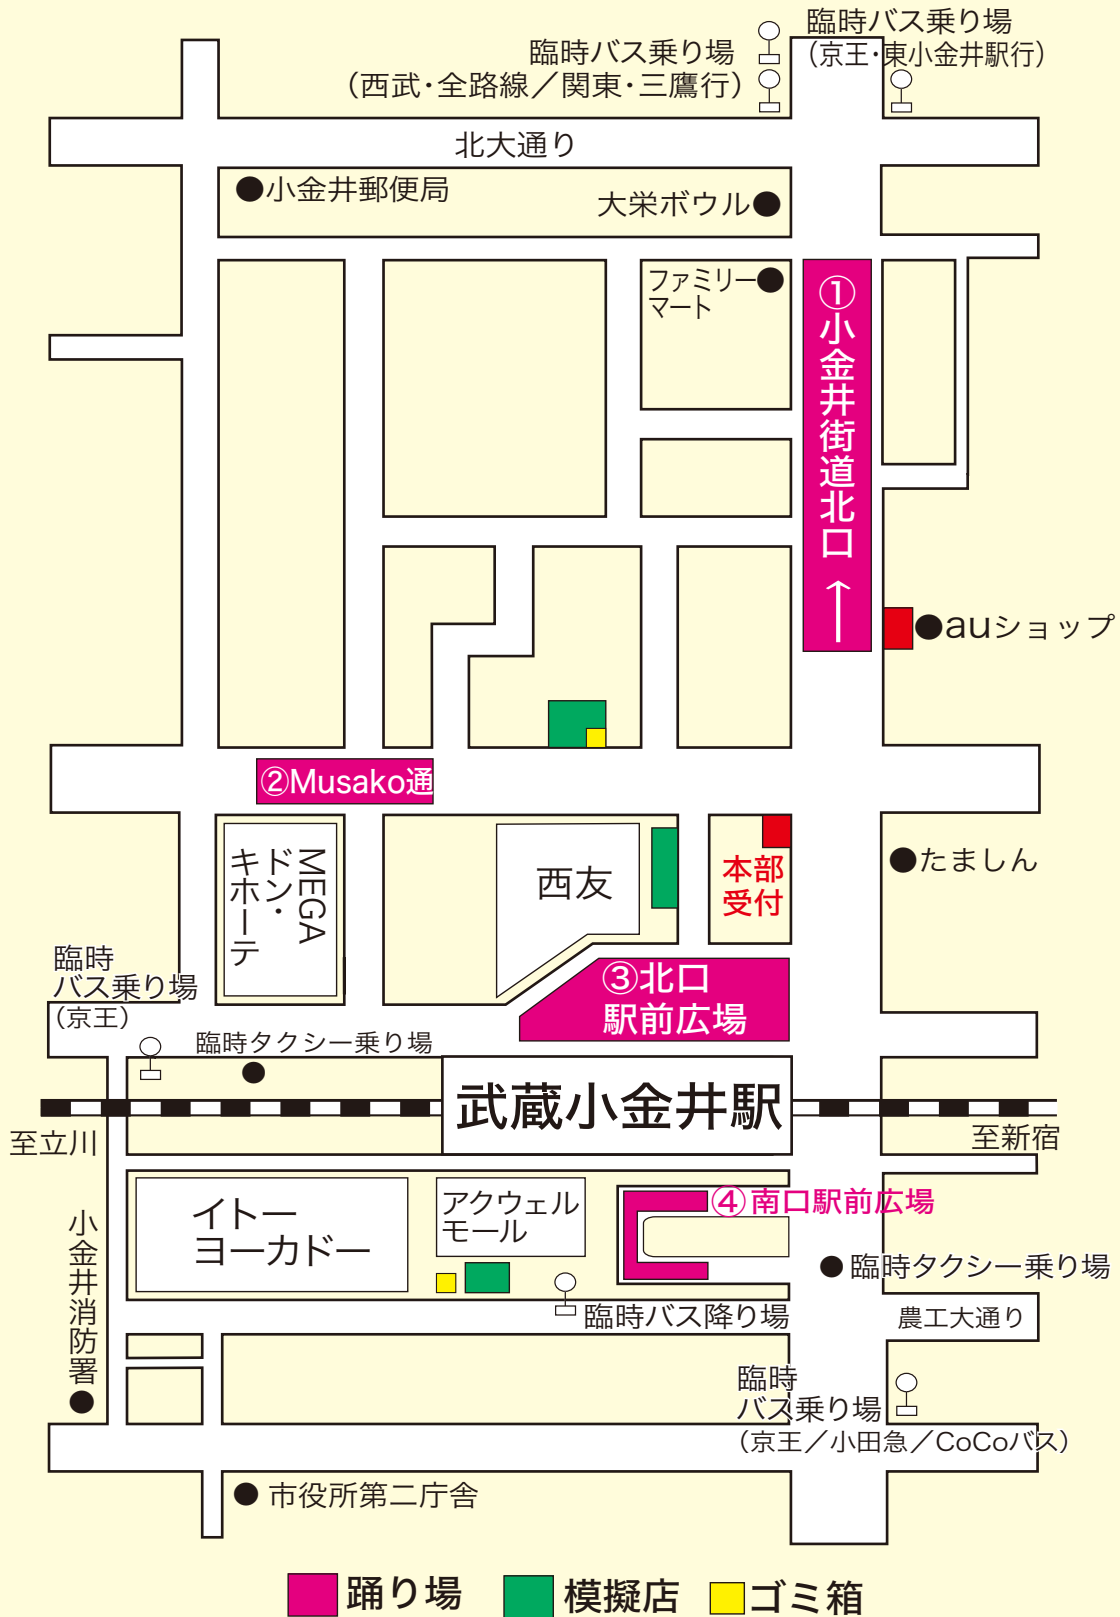 臨時バス乗り場
(京王・東小金井駅行)
臨時バス乗り場
(西武・全路線／関東・三鷹行)
北大通り
●小金井郵便局
大栄ボウル●
ファミリー●
マート
①小金井街道北口
↑
●auショップ
②Musako通
MEGA
ドン・
キホーテ
西友
本部
受付
●たましん
臨時
バス乗り場
(京王)
③北口
駅前広場
臨時タクシー乗り場
武蔵小金井駅
至立川
至新宿
イトー
ヨーカドー
アクウェル
モール
④南口駅前広場
小金井消防署
●臨時タクシー乗り場
臨時バス降り場
農工大通り
臨時
バス乗り場
(京王／小田急／CoCoバス)
●市役所第二庁舎
踊り場
模擬店
ゴミ箱